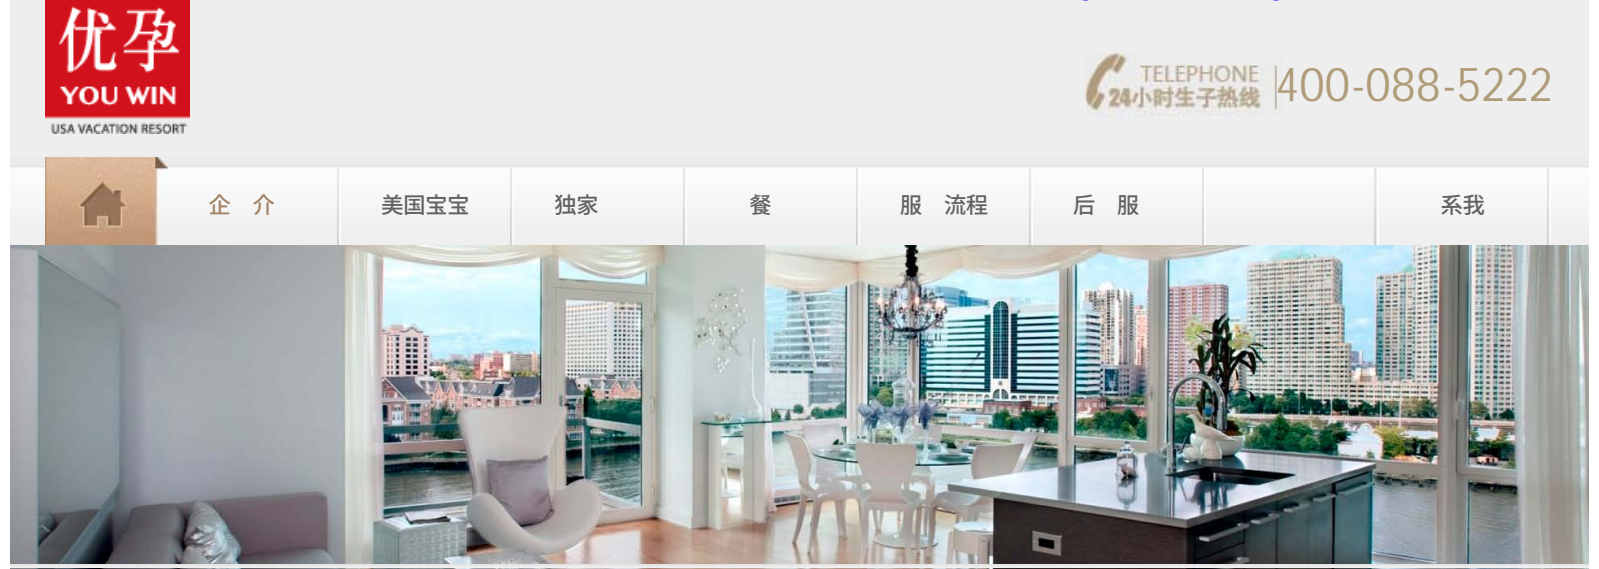 优孕
YOU WIN
USA VACATION RESORT
TELEPHONE
24小时生子热线
400-088-5222
企 介
美国宝宝
独家
餐
服 流程
后 服
系我